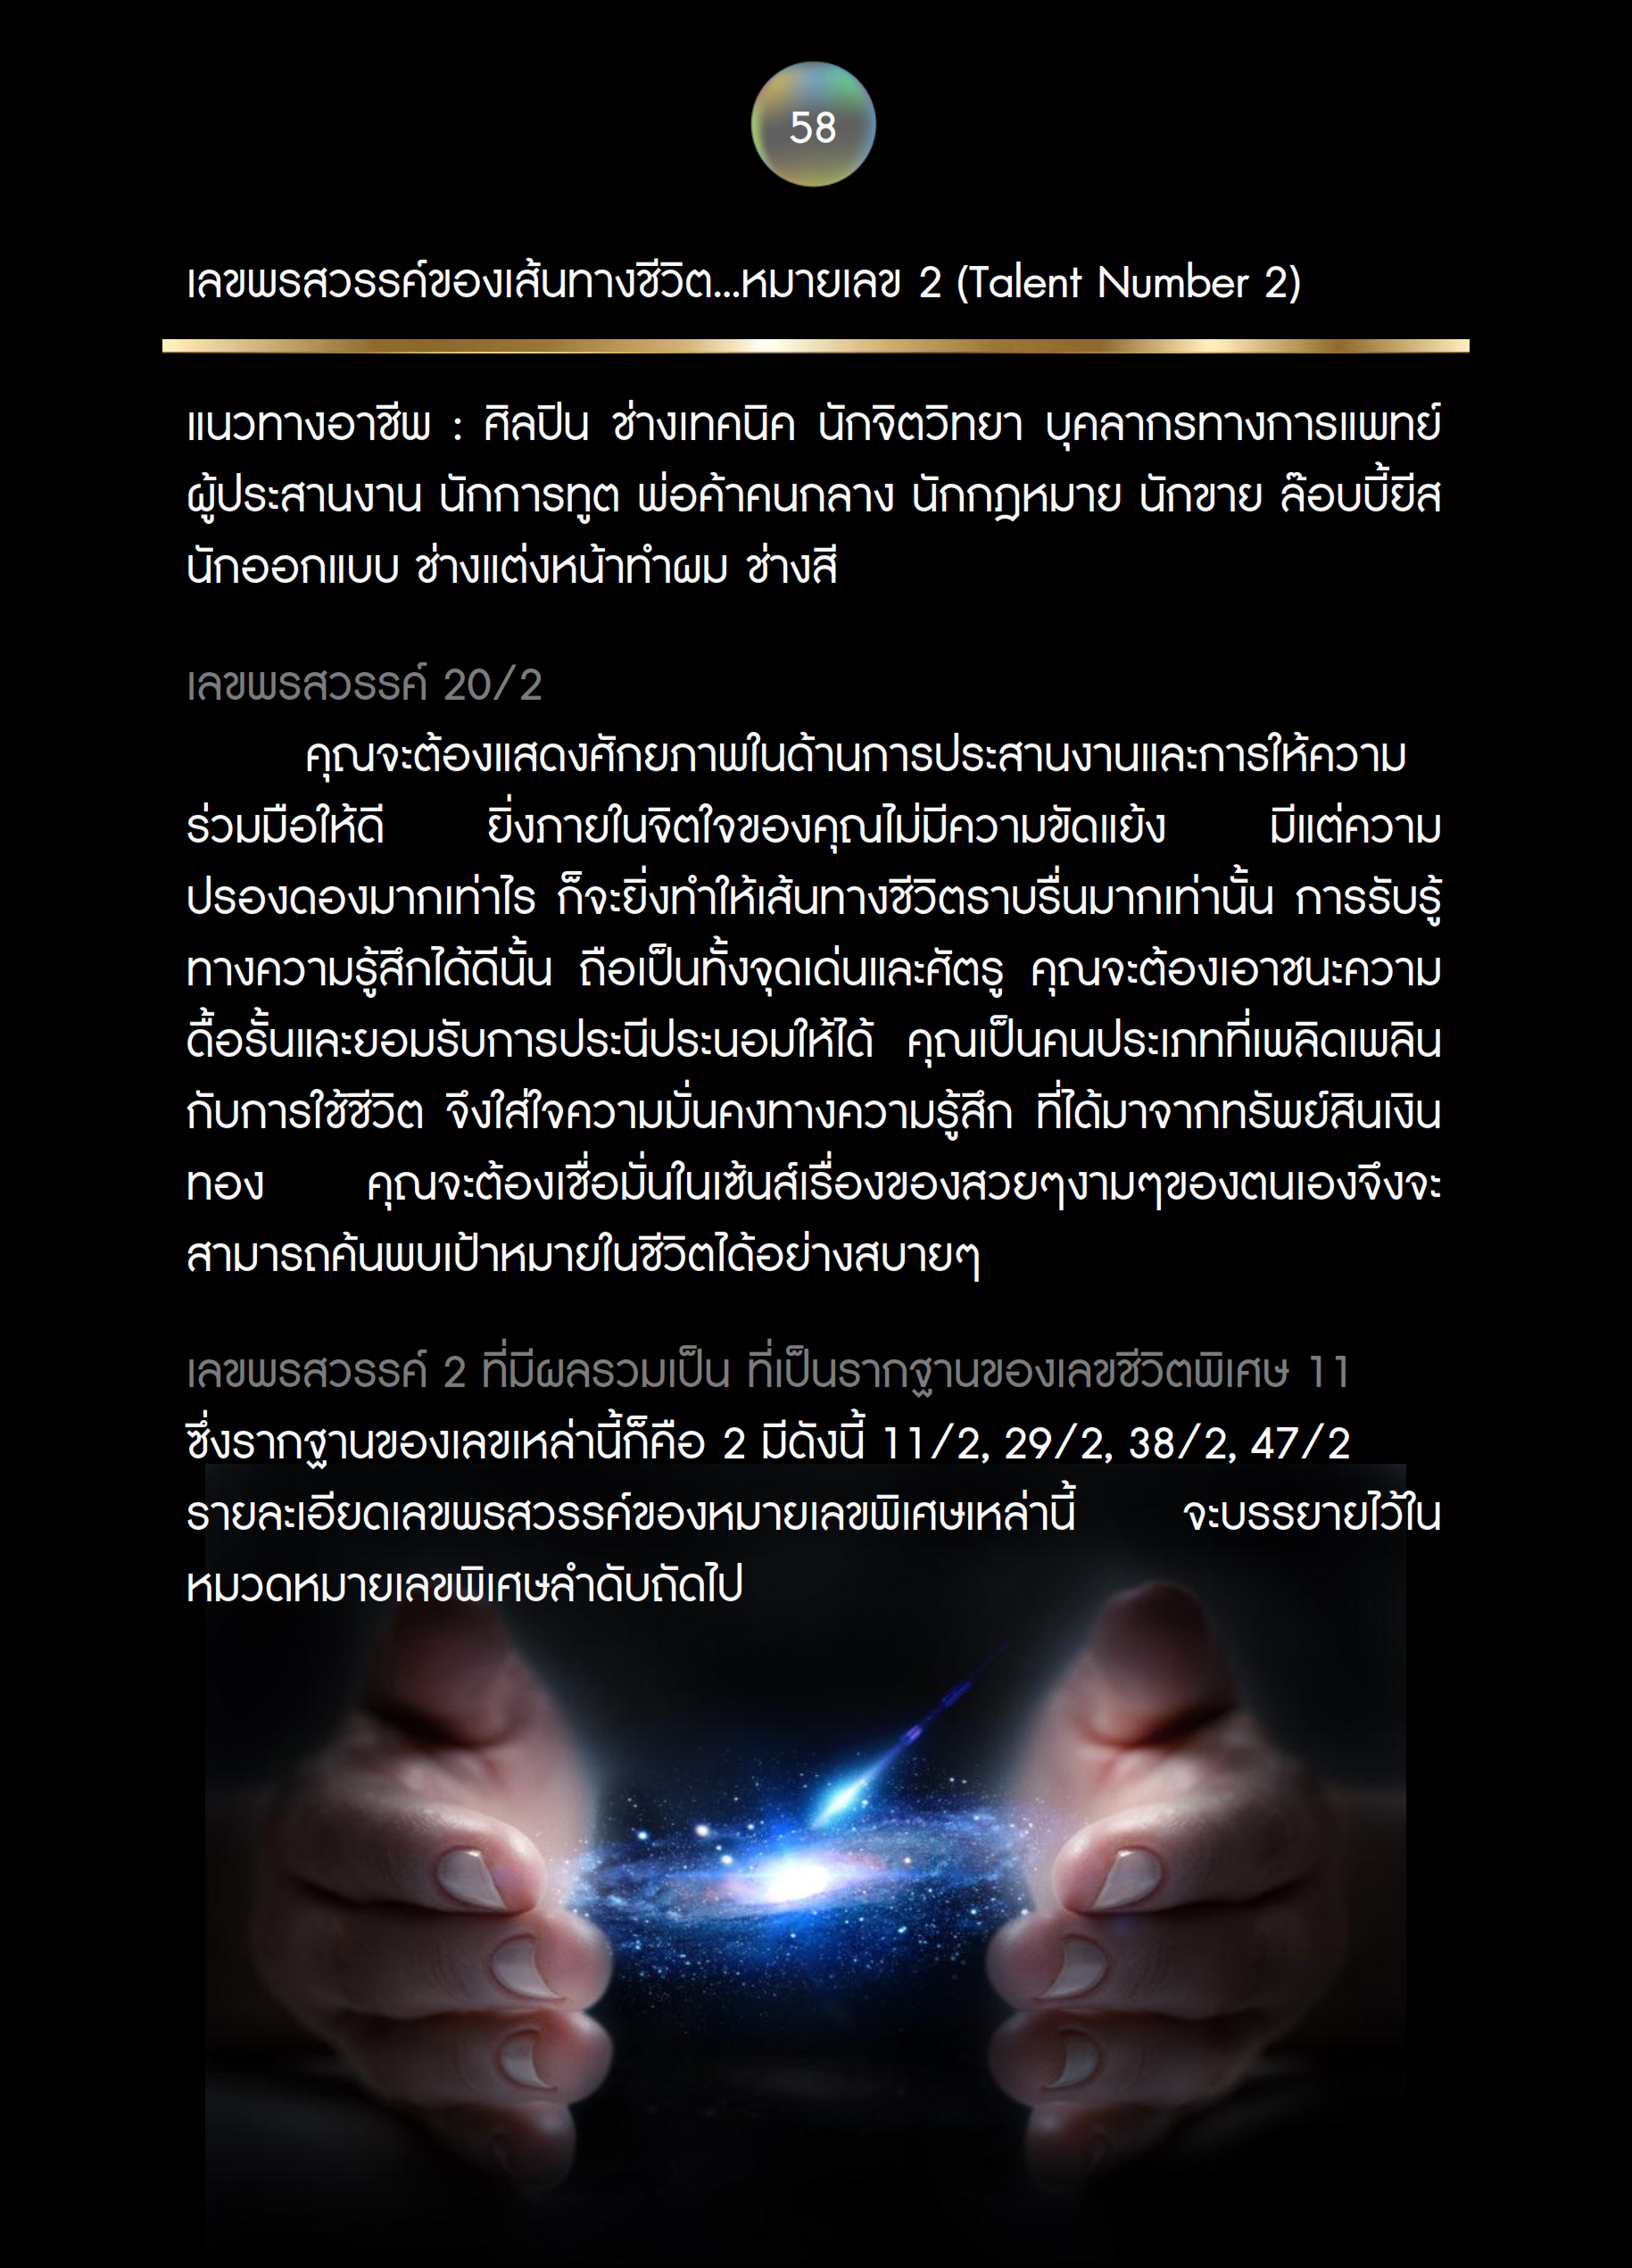 58
เลขพรสวรรค์ของเส้นทางชีวิต...หมายเลข 2 (Talent Number 2)
แนวทางอาชีพ : ศิลปิน ช่างเทคนิค นักจิตวิทยา บุคลากรทางการแพทย์
ผู้ประสานงาน นักการทูต พ่อค้าคนกลาง นักกฎหมาย นักขาย ล๊อบบี้ยีส
นักออกแบบ ช่างแต่งหน้าทำผม ช่างสี
เลขพรสวรรค์ 20/2
คุณจะต้องแสดงศักยภาพในด้านการประสานงานและการให้ความ
ร่วมมือให้ดี ยิ่งภายในจิตใจของคุณไม่มีความขัดแย้ง มีแต่ความ
ปรองดองมากเท่าไร ก็จะยิ่งทำให้เส้นทางชีวิตราบรื่นมากเท่านั้น การรับรู้
ทางความรู้สึกได้ดีนั้น ถือเป็นทั้งจุดเด่นและศัตรู คุณจะต้องเอาชนะความ
ดื้อรั้นและยอมรับการประนีประนอมให้ได้ คุณเป็นคนประเภทที่เพลิดเพลิน
กับการใช้ชีวิต จึงใส่ใจความมั่นคงทางความรู้สึก ที่ได้มาจากทรัพย์สินเงิน
ทอง คุณจะต้องเชื่อมั่นในเซ้นส์เรื่องของสวยๆงามๆของตนเองจึงจะ
สามารถค้นพบเป้าหมายในชีวิตได้อย่างสบายๆ
เลขพรสวรรค์ 2 ที่มีผลรวมเป็น ที่เป็นรากฐานของเลขชีวิตพิเศษ 11
ซึ่งรากฐานของเลขเหล่านี้ก็คือ 2 มีดังนี้ 11/2, 29/2, 38/2, 47/2
รายละเอียดเลขพรสวรรค์ของหมายเลขพิเศษเหล่านี้ จะบรรยายไว้ใน
หมวดหมายเลขพิเศษลำดับถัดไป